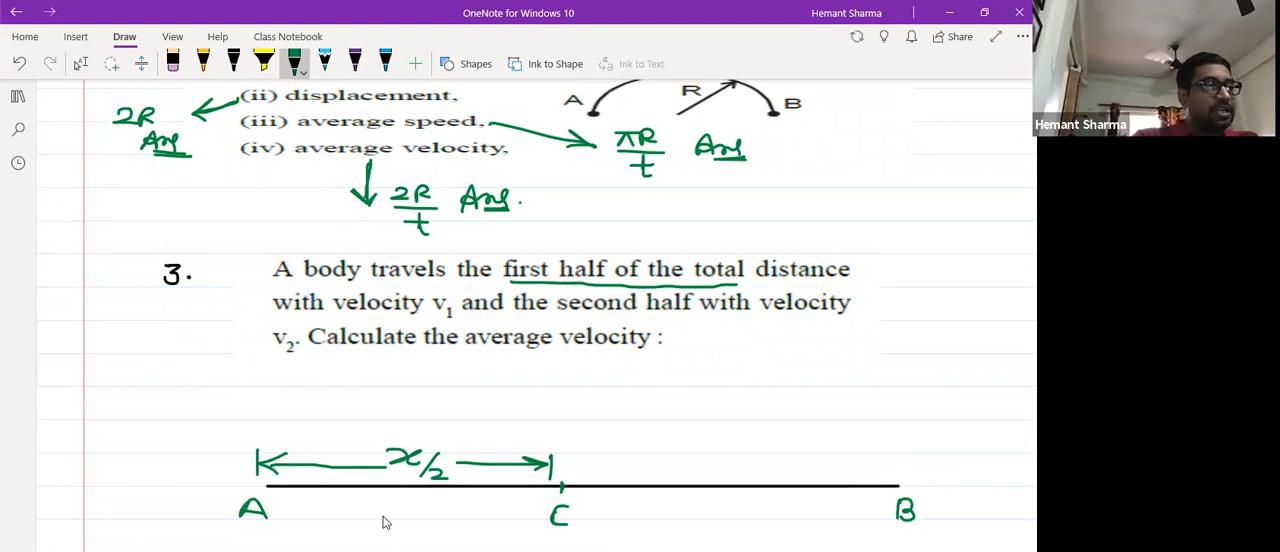 OneNote for Windows 10
Hemant Sharma
Home Insert Draw View Help Class Notebook
Share
Shapes Ink to Shape Ink to Text
(ii) displacement,
2R
Ans
(iii) average speed,
(iv) average velocity,
A R B
πR/t Ans
2R/t Ans.
Hemant Sharma
3. A body travels the first half of the total distance
with velocity v₁ and the second half with velocity
v₂. Calculate the average velocity :
x/2
A C B